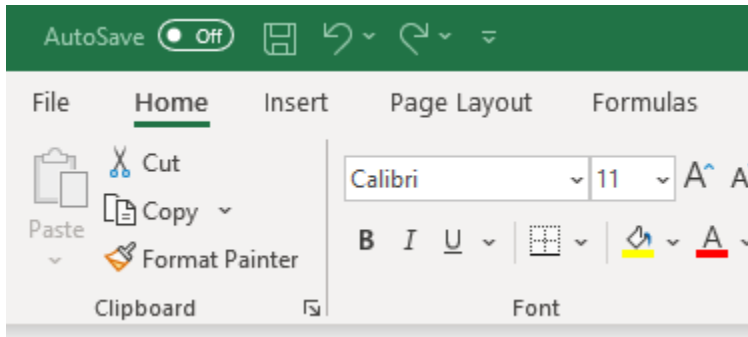 AutoSave Off
File Home Insert Page Layout Formulas
Cut
Copy
Paste
Format Painter
Clipboard
Calibri 11 A A
B I U A
Font